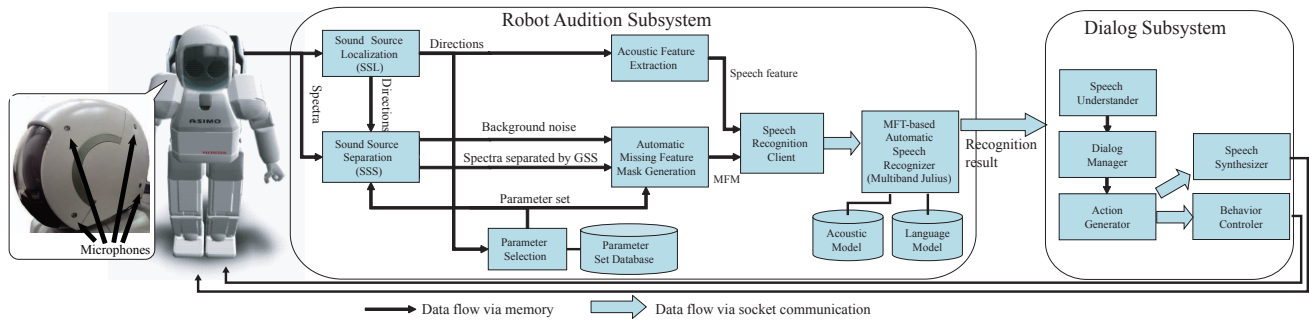 Robot Audition Subsystem
Dialog Subsystem
Sound Source
Localization
(SSL)
Directions
Acoustic Feature
Extraction
Speech feature
Spectra
Directions
ASIMO
HONDA
Microphones
Sound Source
Separation
(SSS)
Background noise
Spectra separated by GSS
Automatic
Missing Feature
Mask Generation
MFM
Speech
Recognition
Client
MFT-based
Automatic
Speech
Recognizer
(Multiband Julius)
Recognition
result
Parameter set
Parameter
Selection
Parameter
Set Database
Acoustic
Model
Language
Model
Speech
Understander
Dialog
Manager
Action
Generator
Speech
Synthesizer
Behavior
Controler
Data flow via memory
Data flow via socket communication